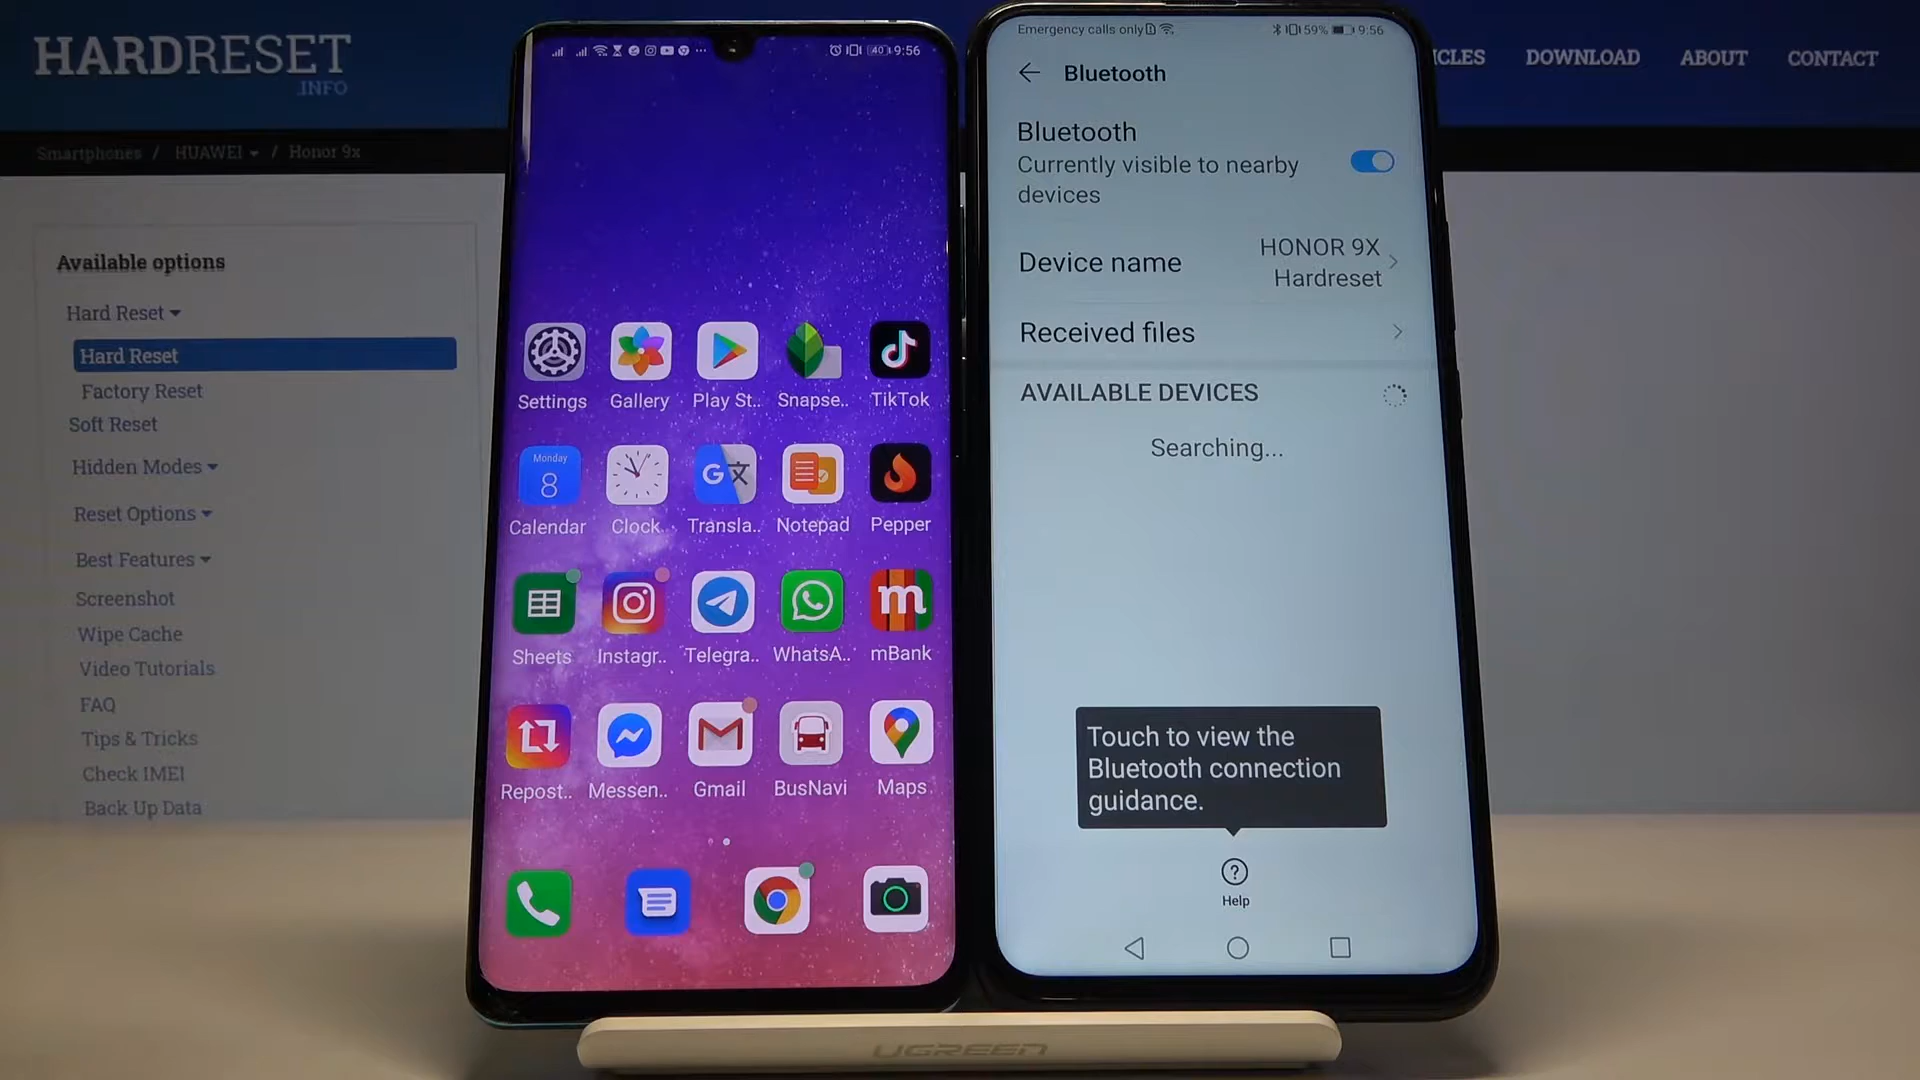 HARDRESET
.INFO
ICLES DOWNLOAD ABOUT CONTACT
Smartphones / HUAWEI / Honor 9x
Available options
Hard Reset
Hard Reset
Factory Reset
Soft Reset
Hidden Modes
Reset Options
Best Features
Screenshot
Wipe Cache
Video Tutorials
FAQ
Tips & Tricks
Check IMEI
Back Up Data
40 9:56
Settings Gallery Play St.. Snapse.. TikTok
Monday
8
Calendar Clock Transla.. Notepad Pepper
m
Sheets Instagr.. Telegra.. WhatsA.. mBank
Repost.. Messen.. Gmail BusNavi Maps
Emergency calls only 59% 9:56
Bluetooth
Bluetooth
Currently visible to nearby
devices
Device name HONOR 9X
Hardreset
Received files
AVAILABLE DEVICES
Searching...
Touch to view the
Bluetooth connection
guidance.
Help
UGREEN